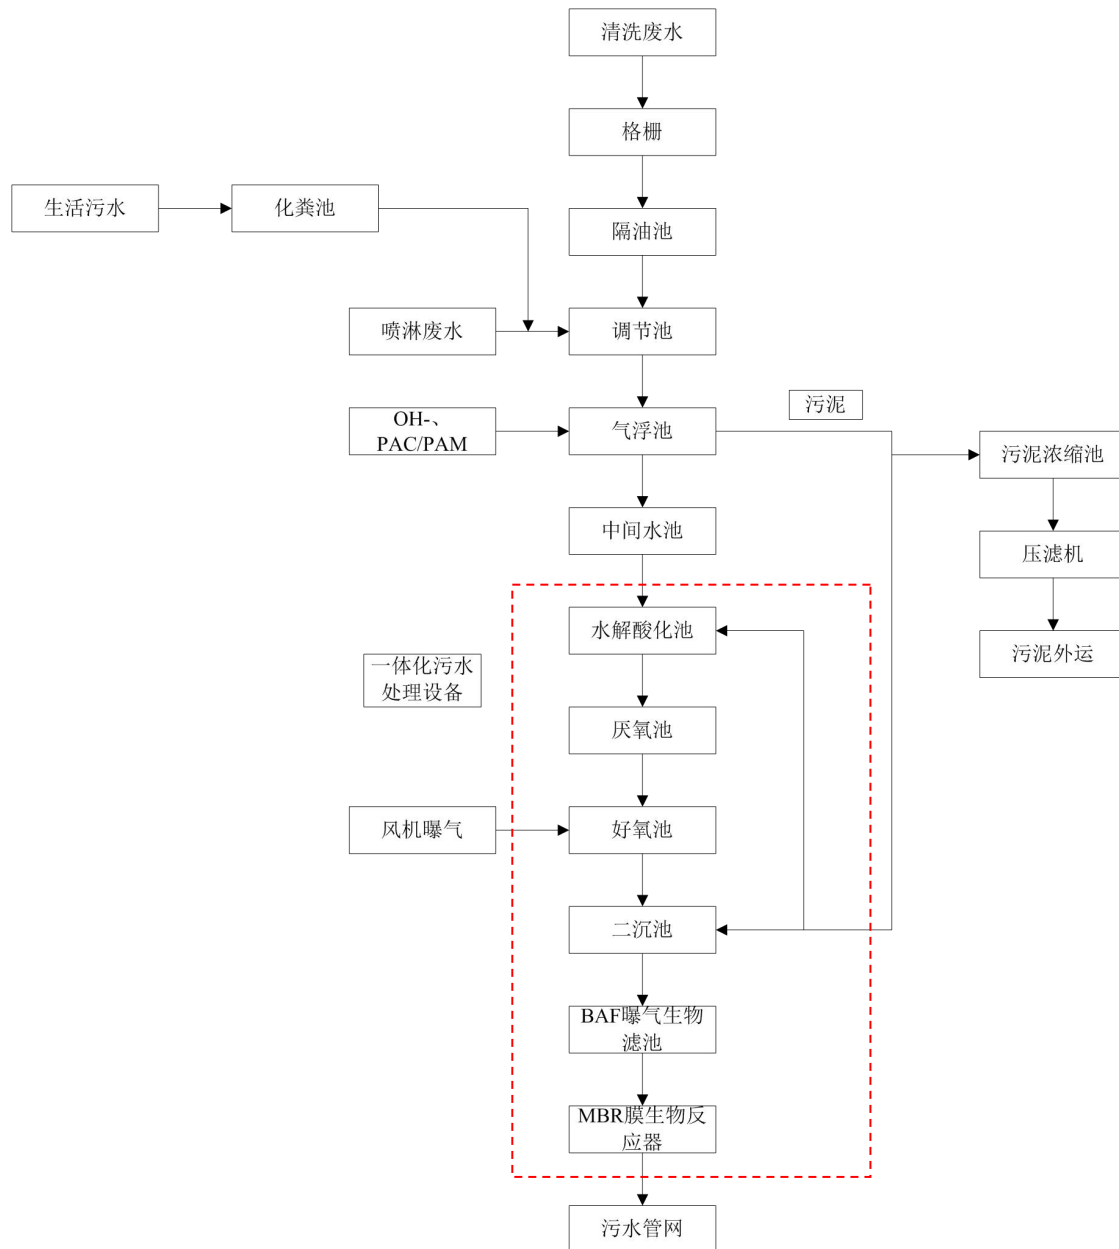 清洗废水
格栅
生活污水
化粪池
隔油池
喷淋废水
调节池
污泥
OH-、
PAC/PAM
气浮池
污泥浓缩池
中间水池
压滤机
水解酸化池
污泥外运
一体化污水
处理设备
厌氧池
风机曝气
好氧池
二沉池
BAF曝气生物
滤池
MBR膜生物反
应器
污水管网